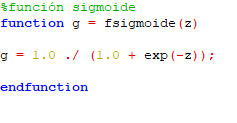 %función sigmoide
function g = fsigmoide(z)
g = 1.0 ./ (1.0 + exp(-z));
endfunction